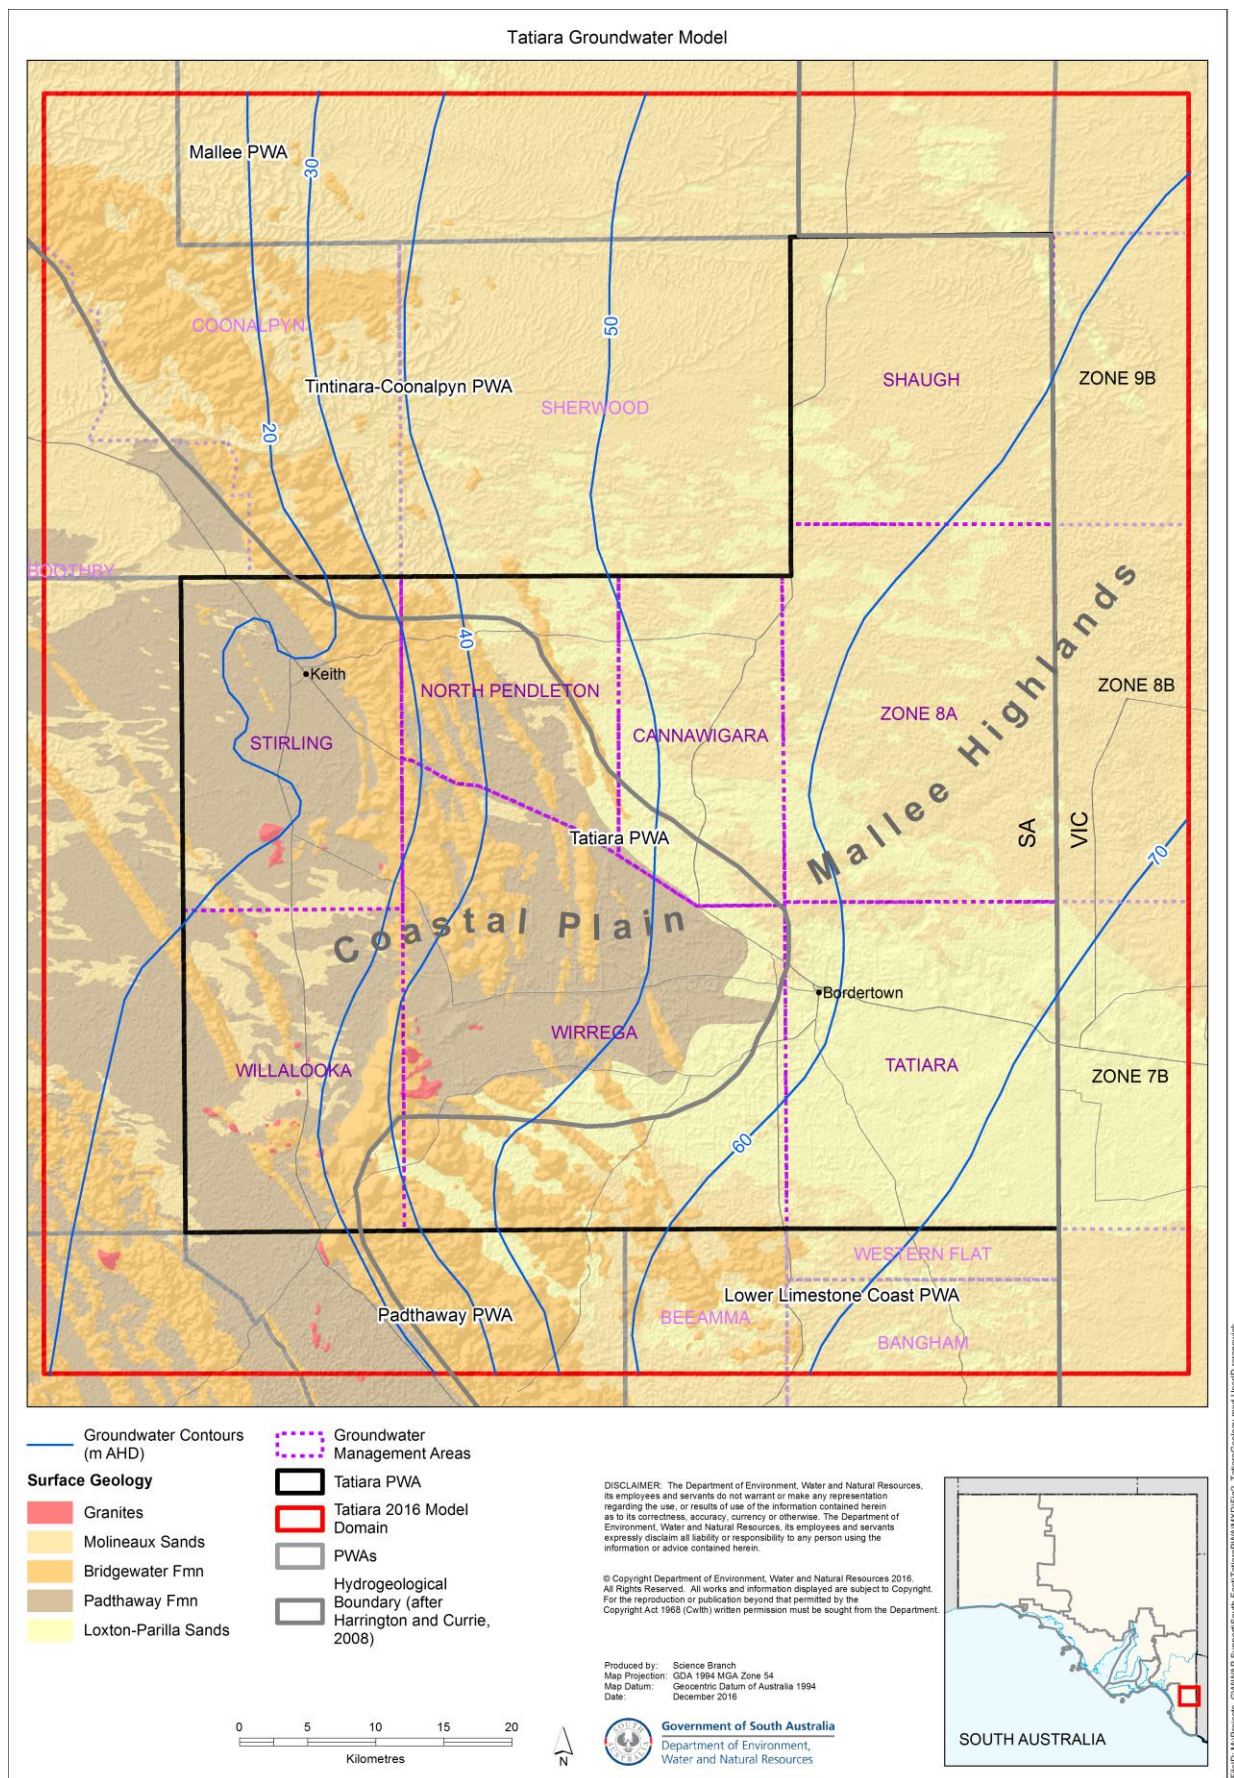 Tatiara Groundwater Model
Mallee PWA
30
COONALPYN
50
Tintinara-Coonalpyn PWA
SHERWOOD
SHAUGH
ZONE 9B
20
BOOTHBY
40
Keith
NORTH PENDLETON
STIRLING
CANNAWIGARA
ZONE 8A
ZONE 8B
Mallee Highlands
SA
VIC
Tatiara PWA
70
Coastal Plain
Bordertown
WIRREGA
WILLALOOKA
TATIARA
ZONE 7B
60
WESTERN FLAT
Lower Limestone Coast PWA
Padthaway PWA
BEEAMMA
BANGHAM
Groundwater Contours
(m AHD)
Surface Geology
Granites
Molineaux Sands
Bridgewater Fmn
Padthaway Fmn
Loxton-Parilla Sands
Groundwater
Management Areas
Tatiara PWA
Tatiara 2016 Model
Domain
PWAs
Hydrogeological
Boundary (after
Harrington and Currie,
2008)
DISCLAIMER: The Department of Environment, Water and Natural Resources,
its employees and servants do not warrant or make any representation
regarding the use, or results of use of the information contained herein
as to its correctness, accuracy, currency or otherwise. The Department of
Environment, Water and Natural Resources, its employees and servants
expressly disclaim all liability or responsibility to any person using the
information or advice contained herein.
© Copyright Department of Environment, Water and Natural Resources 2016.
All Rights Reserved. All works and information displayed are subject to Copyright.
For the reproduction or publication beyond that permitted by the
Copyright Act 1968 (Cwlth) written permission must be sought from the Department.
Produced by: Science Branch
Map Projection: GDA 1994 MGA Zone 54
Map Datum: Geocentric Datum of Australia 1994
Date: December 2016
0 5 10 15 20
Kilometres
N
SOUTH AUSTRALIA
Government of South Australia
Department of Environment,
Water and Natural Resources
SOUTH AUSTRALIA